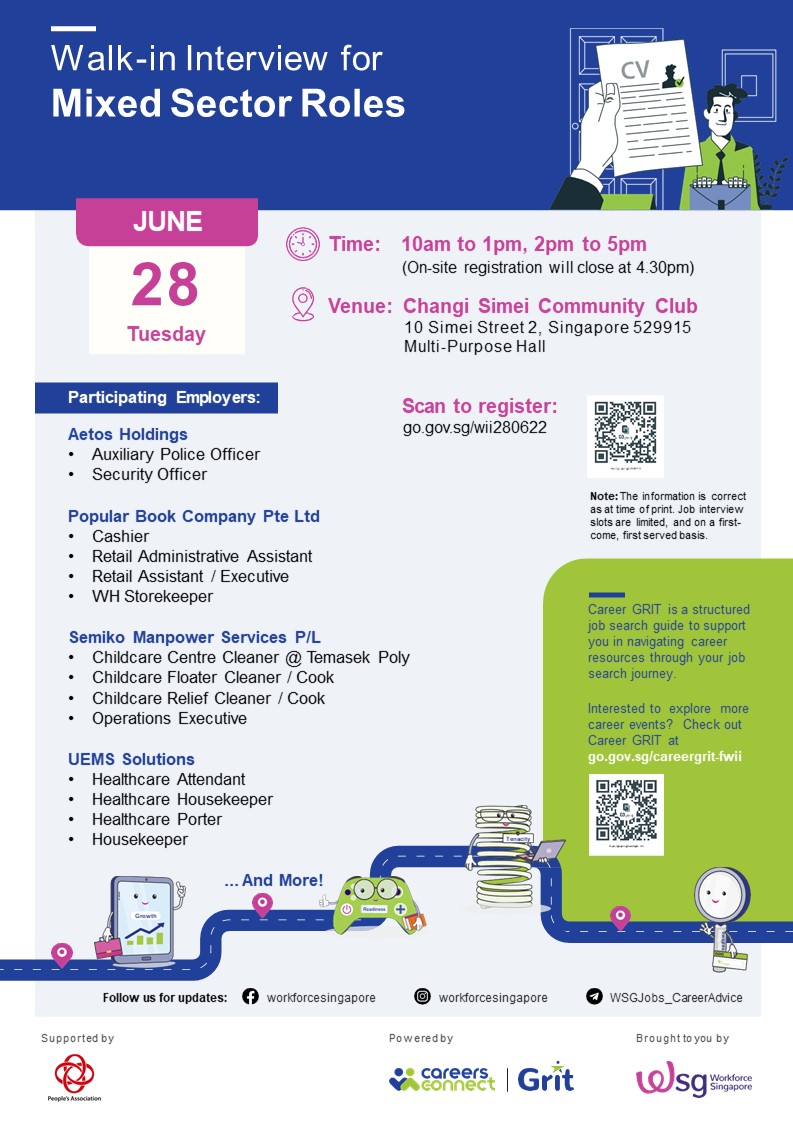 Walk-in Interview for
Mixed Sector Roles
CV
JUNE
28
Tuesday
Time: 10am to 1pm, 2pm to 5pm
(On-site registration will close at 4.30pm)
Venue: Changi Simei Community Club
10 Simei Street 2, Singapore 529915
Multi-Purpose Hall
Participating Employers:
Aetos Holdings
• Auxiliary Police Officer
• Security Officer
Popular Book Company Pte Ltd
• Cashier
• Retail Administrative Assistant
• Retail Assistant / Executive
• WH Storekeeper
Semiko Manpower Services P/L
• Childcare Centre Cleaner @ Temasek Poly
• Childcare Floater Cleaner / Cook
• Childcare Relief Cleaner / Cook
• Operations Executive
UEMS Solutions
• Healthcare Attendant
• Healthcare Housekeeper
• Healthcare Porter
• Housekeeper
...And More!
Scan to register:
go.gov.sg/wii280622
Note: The information is correct
as at time of print. Job interview
slots are limited, and on a first-
come, first served basis.
Career GRIT is a structured
job search guide to support
you in navigating career
resources through your job
search journey.
Interested to explore more
career events? Check out
Career GRIT at
go.gov.sg/careergrit-fwii
Growth
Readiness
Tenacity
Follow us for updates: workforcesingapore workforcesingapore WSGJobs_CareerAdvice
Supported by
People's Association
Powered by
careers
connect
Grit
Brought to you by
wsg Workforce
Singapore